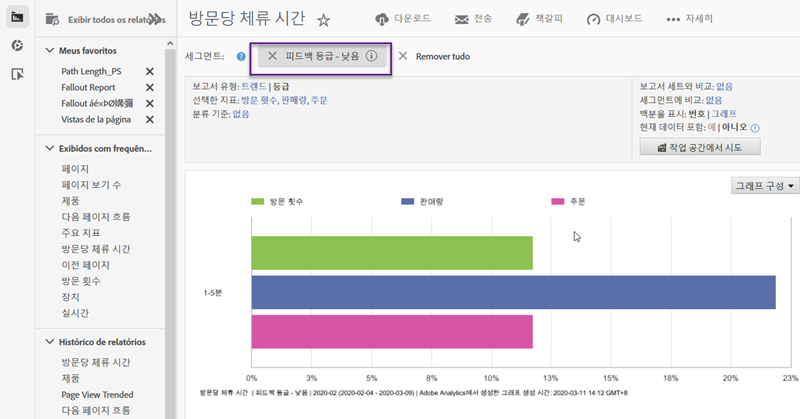 Exibir todos os relatórios
Meus favoritos
Path Length_PS
Fallout Report
Fallout áéxÞØ媾彌
Vistas de la página
Exibidos com frequên...
페이지
페이지 보기 수
제품
다음 페이지 흐름
주요 지표
방문당 체류 시간
이전 페이지
방문 횟수
장치
실시간
Histórico de relatórios
방문당 체류 시간
제품
Page View Trended
다음 페이지 흐름
방문당 체류 시간
다운로드 전송 책갈피 대시보드 자세히
세그먼트: 피드백 등급 - 낮음 Remover tudo
보고서 유형: 트렌드 | 등급
선택한 지표: 방문 횟수, 판매량, 주문
분류 기준: 없음
보고서 세트와 비교: 없음
세그먼트에 비교: 없음
백분율 표시: 번호 | 그래프
현재 데이터 포함: 예 | 아니오
작업 공간에서 시도
그래프 구성
방문 횟수 판매량 주문
1-5분
0% 3% 5% 8% 10% 13% 15% 18% 20% 23%
방문당 체류 시간 | 피드백 등급 - 낮음 | 2020-02 (2020-02-04 - 2020-03-09) | Adobe Analytics에서 생성한 그래프 생성 시간: 2020-03-11 14:12 GMT+8